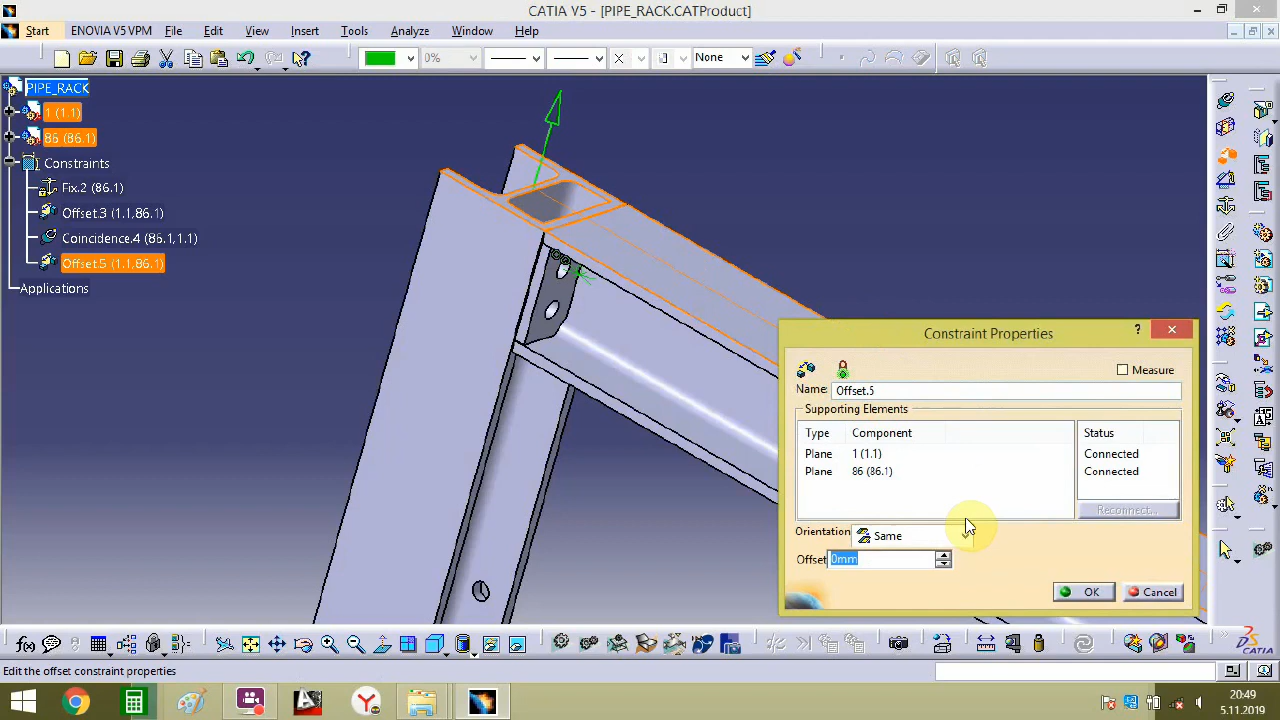 CATIA V5 - [PIPE_RACK.CATProduct]
Start ENOVIA V5 VPM File Edit View Insert Tools Analyze Window Help
0% None
PIPE_RACK
1 (1.1)
86 (86.1)
Constraints
Fix.2 (86.1)
Offset.3 (1.1,86.1)
Coincidence.4 (86.1,1.1)
Offset.5 (1.1,86.1)
Applications
Constraint Properties ?
Measure
Name: Offset.5
Supporting Elements
Type Component Status
Plane 1 (1.1) Connected
Plane 86 (86.1) Connected
Reconnect...
Orientation Same
Offset 0mm
OK Cancel
Edit the offset constraint properties
CATIA
20:49
5.11.2019